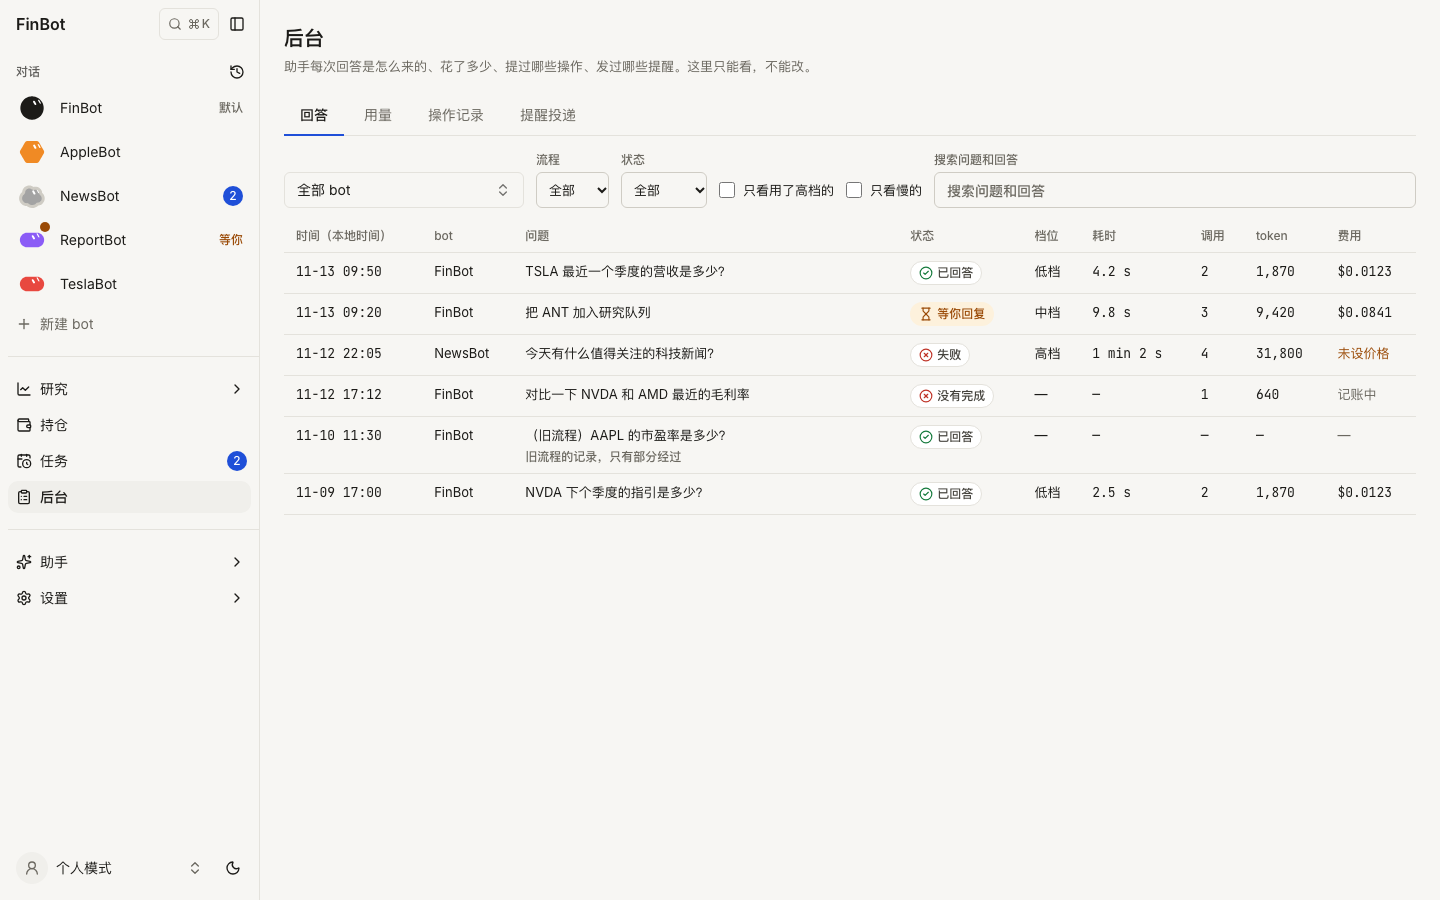 FinBot
⌘K
对话
FinBot 默认
AppleBot
NewsBot 2
ReportBot 等你
TeslaBot
新建 bot
研究
持仓
任务 2
后台
助手
设置
个人模式
后台
助手每次回答是怎么来的、花了多少、提过哪些操作、发过哪些提醒。这里只能看，不能改。
回答 用量 操作记录 提醒投递
流程 状态 搜索问题和回答
全部 bot 全部 全部 只看用了高档的 只看慢的 搜索问题和回答
时间（本地时间） bot 问题 状态 档位 耗时 调用 token 费用
11-13 09:50 FinBot TSLA 最近一个季度的营收是多少？ 已回答 低档 4.2 s 2 1,870 $0.0123
11-13 09:20 FinBot 把 ANT 加入研究队列 等你回复 中档 9.8 s 3 9,420 $0.0841
11-12 22:05 NewsBot 今天有什么值得关注的科技新闻？ 失败 高档 1 min 2 s 4 31,800 未设价格
11-12 17:12 FinBot 对比一下 NVDA 和 AMD 最近的毛利率 没有完成 — — 1 640 记账中
11-10 11:30 FinBot （旧流程）AAPL 的市盈率是多少？ 已回答 — — — — —
旧流程的记录，只有部分经过
11-09 17:00 FinBot NVDA 下个季度的指引是多少？ 已回答 低档 2.5 s 2 1,870 $0.0123